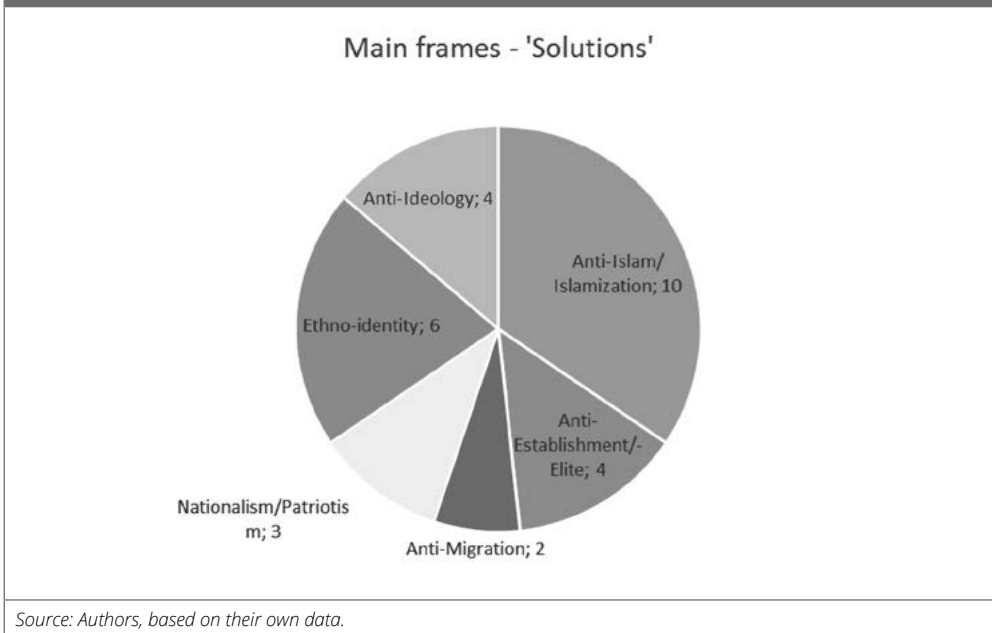 Main frames - 'Solutions'
Anti-Ideology; 4
Anti-Islam/
Islamization; 10
Ethno-identity; 6
Anti-
Establishment/-
Elite; 4
Nationalism/Patriotis
m; 3
Anti-Migration; 2
Source: Authors, based on their own data.